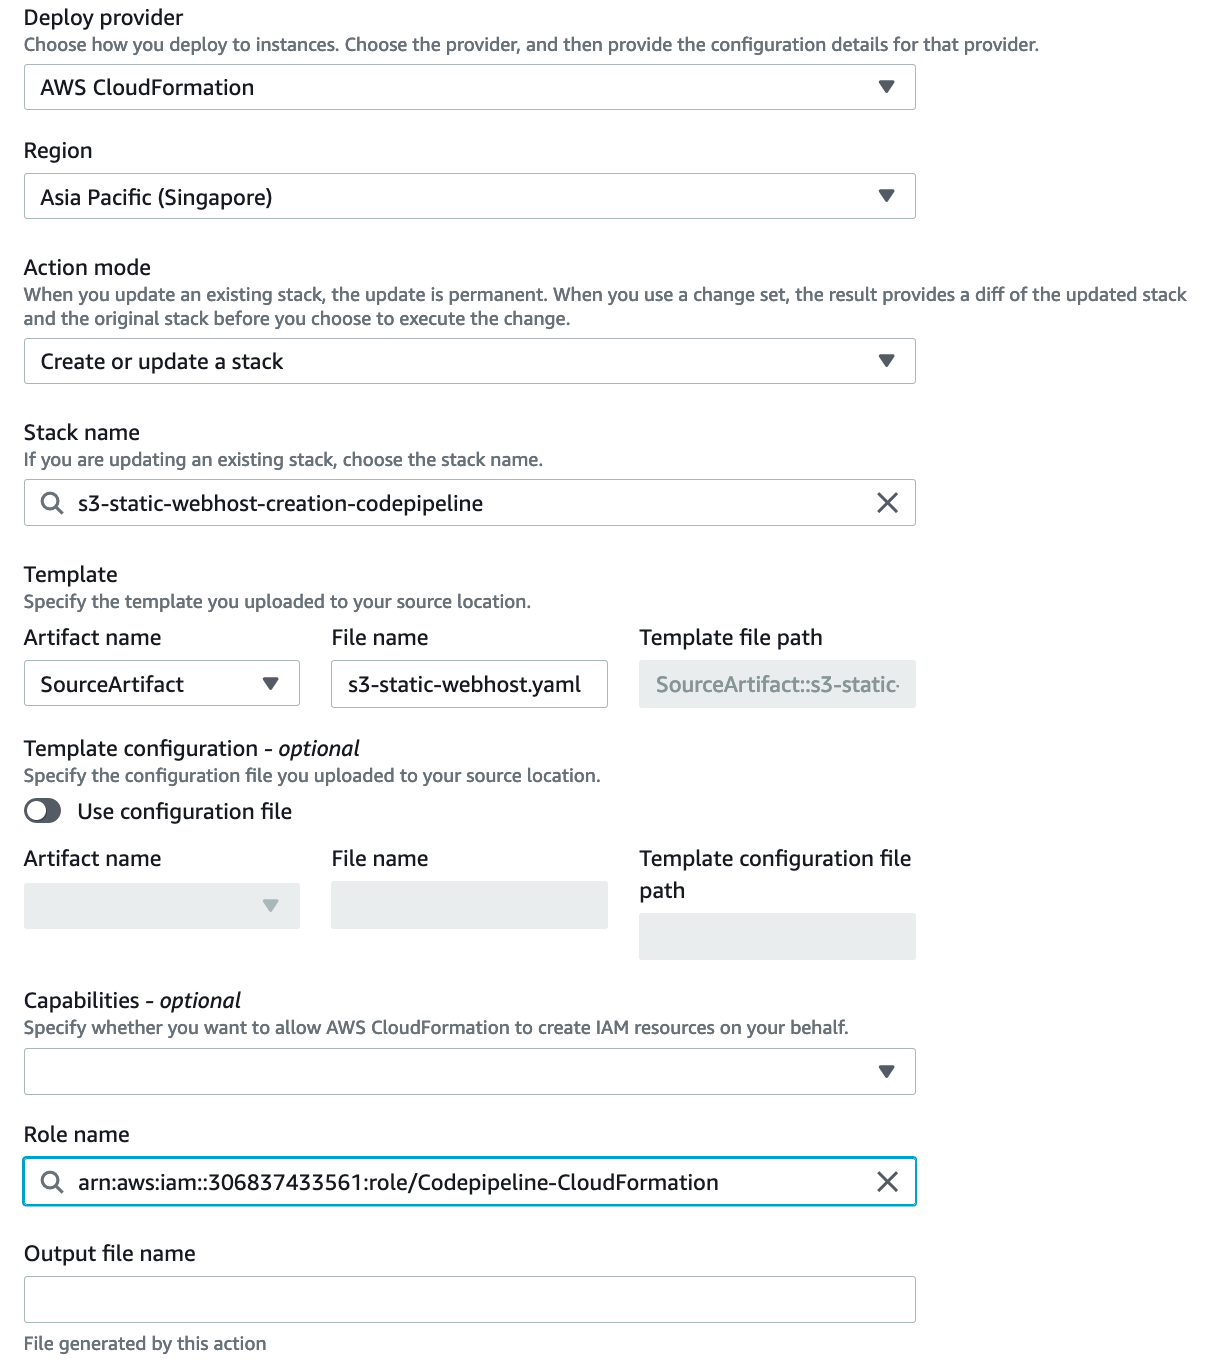 Deploy provider
Choose how you deploy to instances. Choose the provider, and then provide the configuration details for that provider.
AWS CloudFormation
Region
Asia Pacific (Singapore)
Action mode
When you update an existing stack, the update is permanent. When you use a change set, the result provides a diff of the updated stack
and the original stack before you choose to execute the change.
Create or update a stack
Stack name
If you are updating an existing stack, choose the stack name.
s3-static-webhost-creation-codepipeline
Template
Specify the template you uploaded to your source location.
Artifact name File name Template file path
SourceArtifact s3-static-webhost.yaml SourceArtifact::s3-static-
Template configuration - optional
Specify the configuration file you uploaded to your source location.
Use configuration file
Artifact name File name Template configuration file
path
Capabilities - optional
Specify whether you want to allow AWS CloudFormation to create IAM resources on your behalf.
Role name
arn:aws:iam::306837433561:role/Codepipeline-CloudFormation
Output file name
File generated by this action